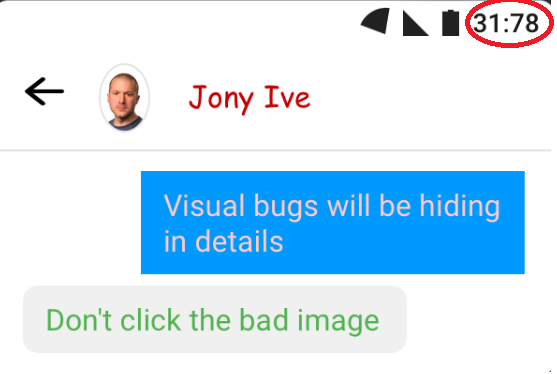 31:78
Jony Ive
Visual bugs will be hiding
in details
Don't click the bad image